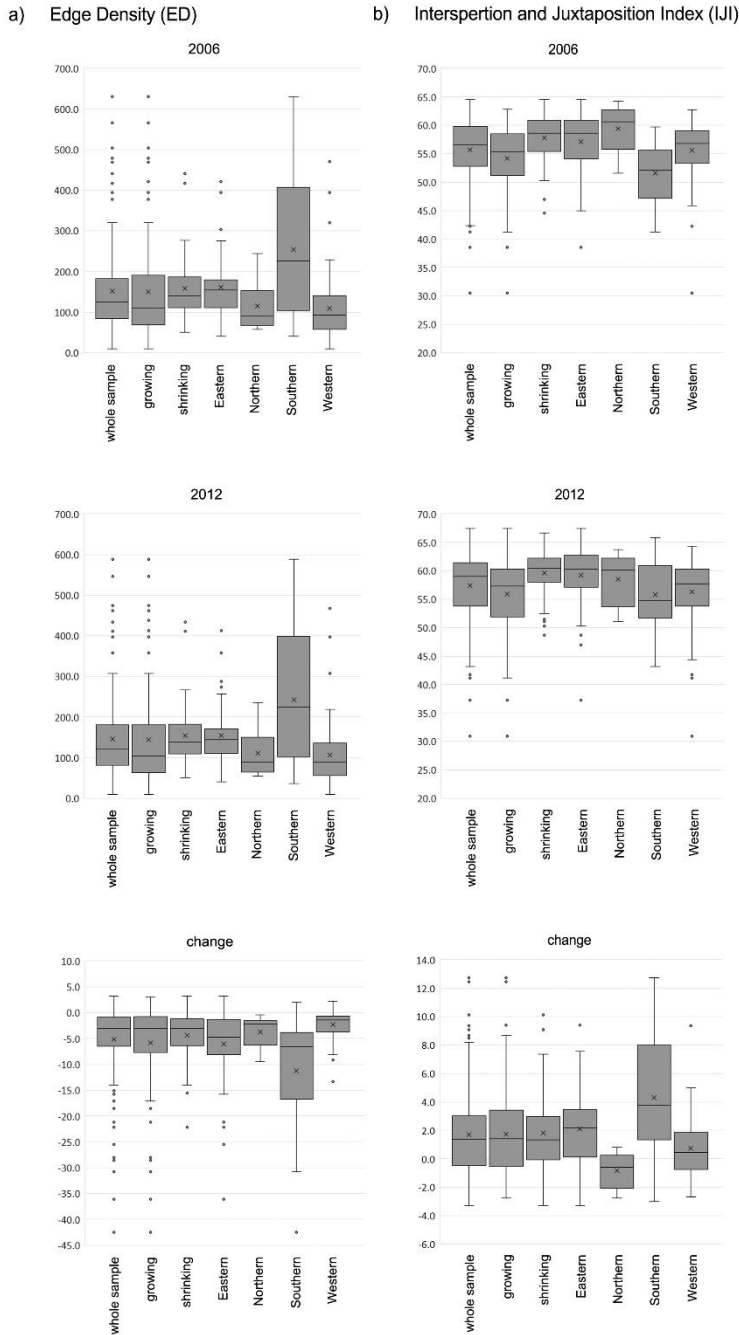 a) Edge Density (ED)
b) Interspertion and Juxtaposition Index (IJI)
2006
700.0
600.0
500.0
400.0
300.0
200.0
100.0
0.0
whole sample
growing
shrinking
Eastern
Northern
Southern
Western
2006
70.0
65.0
60.0
55.0
50.0
45.0
40.0
35.0
30.0
25.0
20.0
whole sample
growing
shrinking
Eastern
Northern
Southern
Western
2012
700.0
600.0
500.0
400.0
300.0
200.0
100.0
0.0
whole sample
growing
shrinking
Eastern
Northern
Southern
Western
2012
70.0
65.0
60.0
55.0
50.0
45.0
40.0
35.0
30.0
25.0
20.0
whole sample
growing
shrinking
Eastern
Northern
Southern
Western
change
10.0
5.0
0.0
-5.0
-10.0
-15.0
-20.0
-25.0
-30.0
-35.0
-40.0
-45.0
whole sample
growing
shrinking
Eastern
Northern
Southern
Western
change
14.0
12.0
10.0
8.0
6.0
4.0
2.0
0.0
-2.0
-4.0
-6.0
whole sample
growing
shrinking
Eastern
Northern
Southern
Western